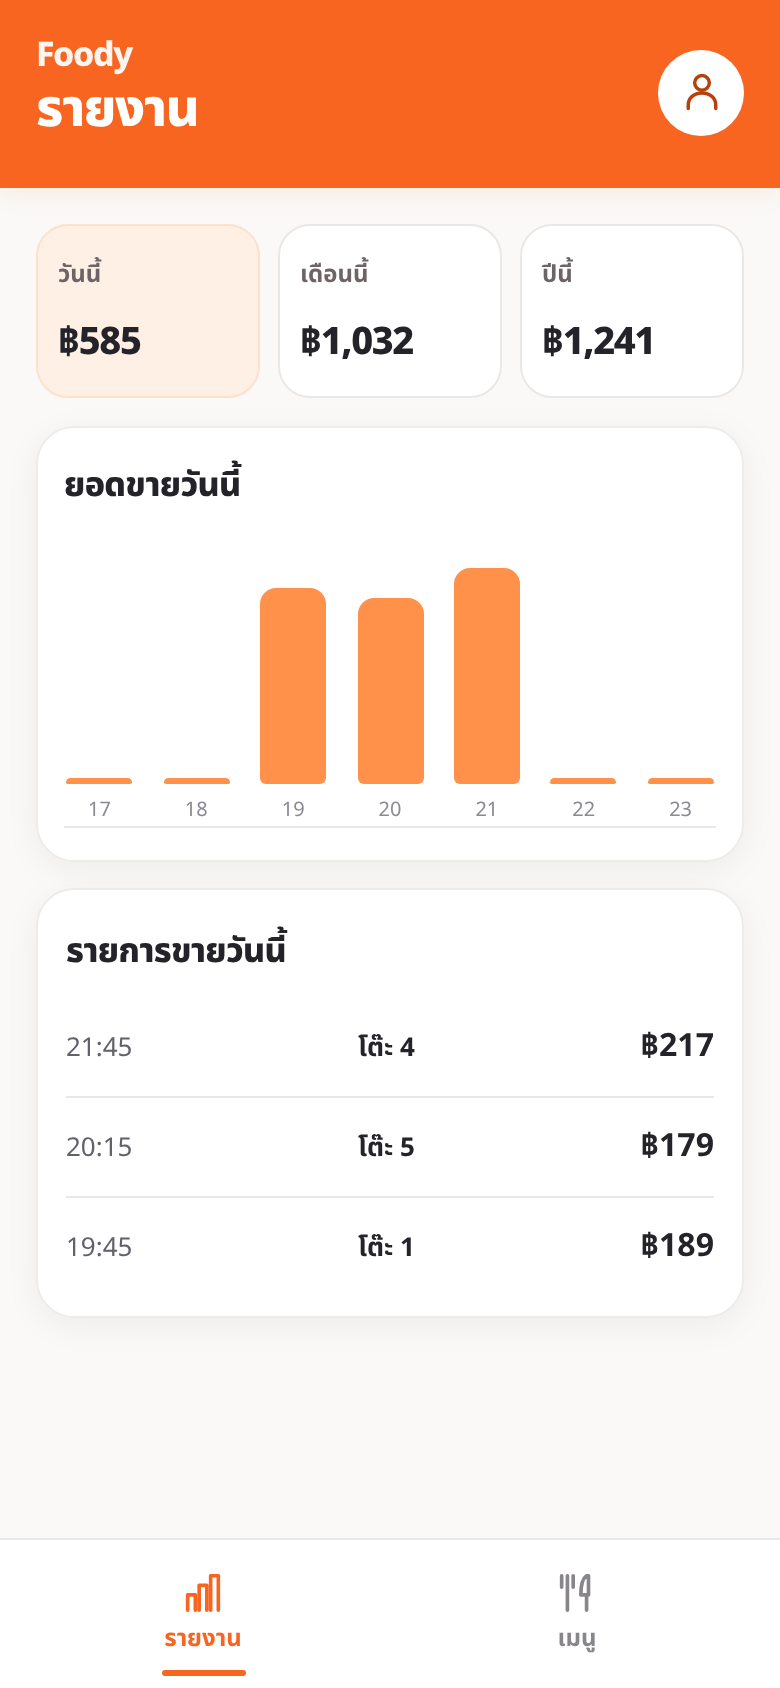 Foody
รายงาน
วันนี้
฿585
เดือนนี้
฿1,032
ปีนี้
฿1,241
ยอดขายวันนี้
17 18 19 20 21 22 23
รายการขายวันนี้
21:45 โต๊ะ 4 ฿217
20:15 โต๊ะ 5 ฿179
19:45 โต๊ะ 1 ฿189
รายงาน
เมนู